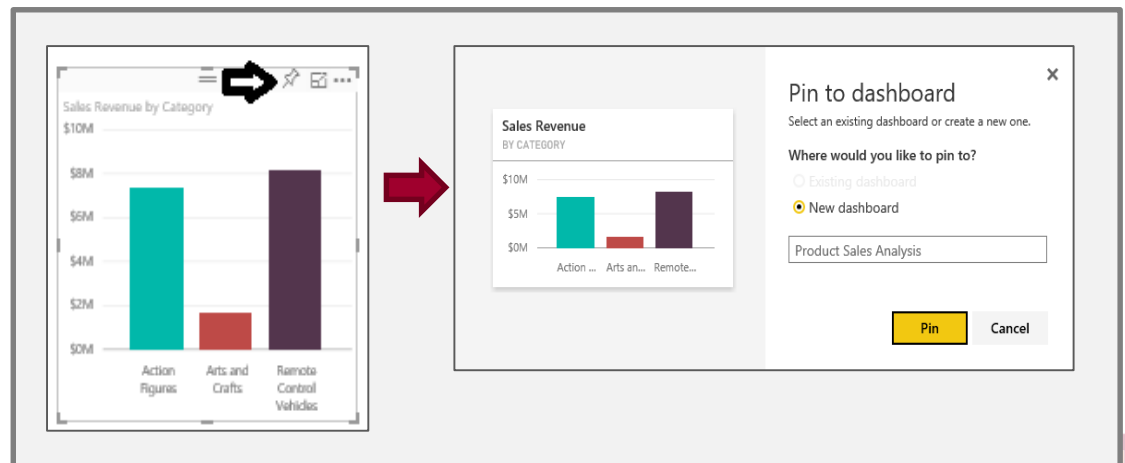 Sales Revenue by Category
$10M
$8M
$6M
$4M
$2M
$0M
Action
Figures
Arts and
Crafts
Remote
Control
Vehicles
Sales Revenue
BY CATEGORY
$10M
$5M
$0M
Action ...
Arts an...
Remote...
Pin to dashboard
Select an existing dashboard or create a new one.
Where would you like to pin to?
Existing dashboard
New dashboard
Product Sales Analysis
Pin
Cancel